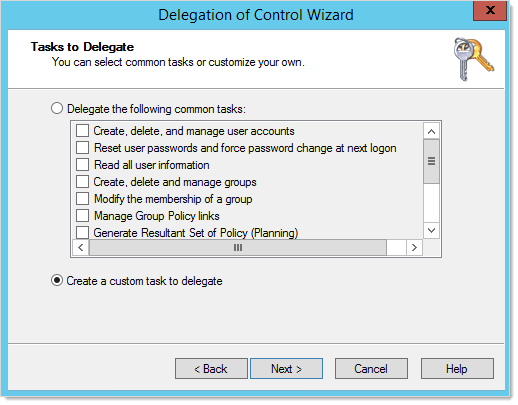 Delegation of Control Wizard
x
Tasks to Delegate
You can select common tasks or customize your own.
Delegate the following common tasks:
Create, delete, and manage user accounts
Reset user passwords and force password change at next logon
Read all user information
Create, delete and manage groups
Modify the membership of a group
Manage Group Policy links
Generate Resultant Set of Policy (Planning)
Create a custom task to delegate
< Back Next > Cancel Help